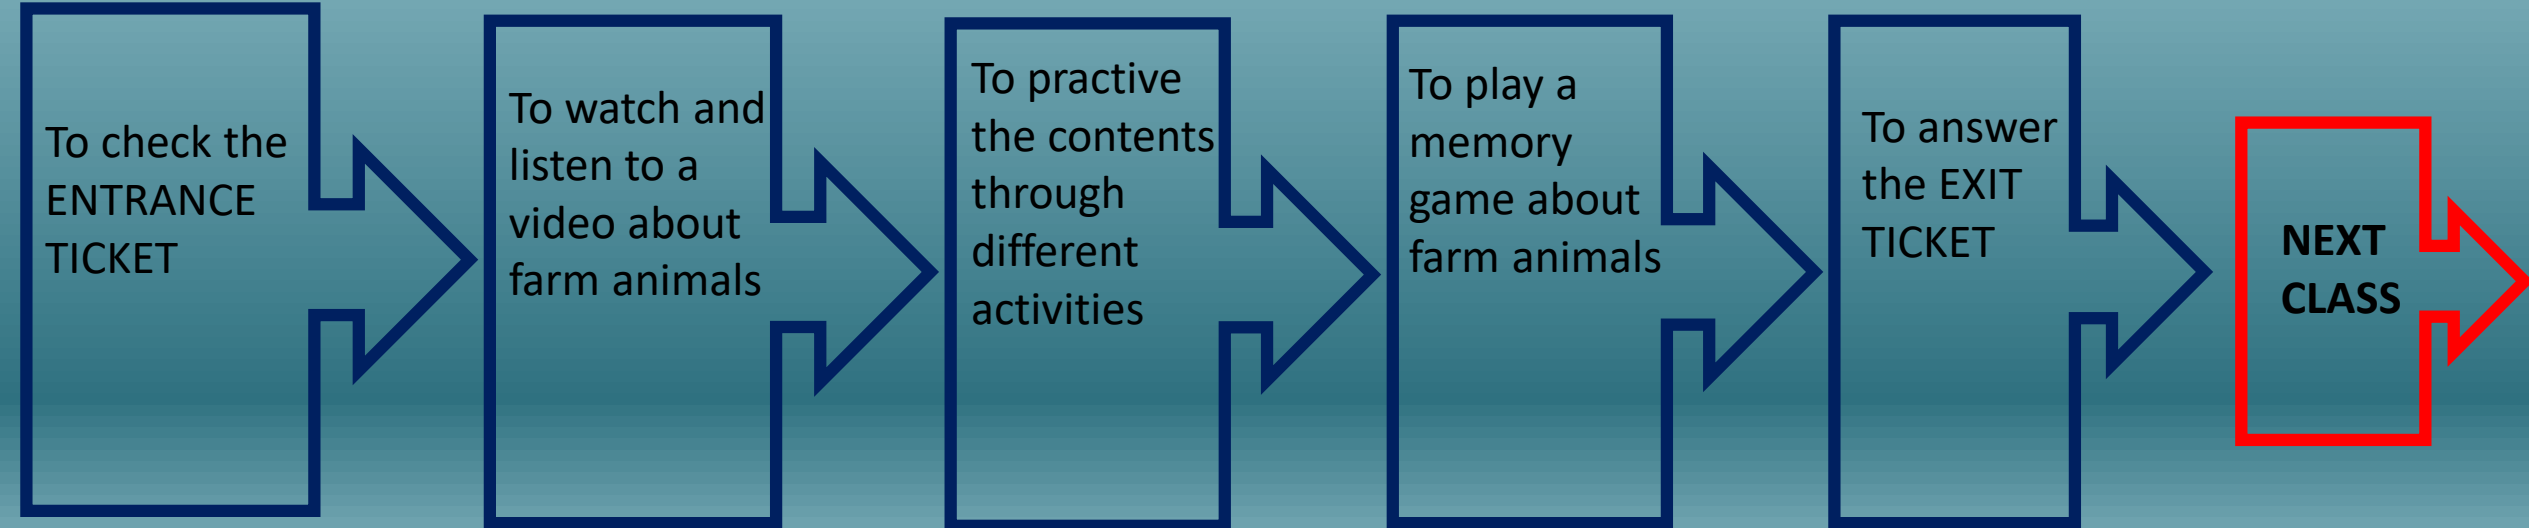 To check the
ENTRANCE
TICKET
To watch and
listen to a
video about
farm animals
To practive
the contents
through
different
activities
To play a
memory
game about
farm animals
To answer
the EXIT
TICKET
NEXT
CLASS